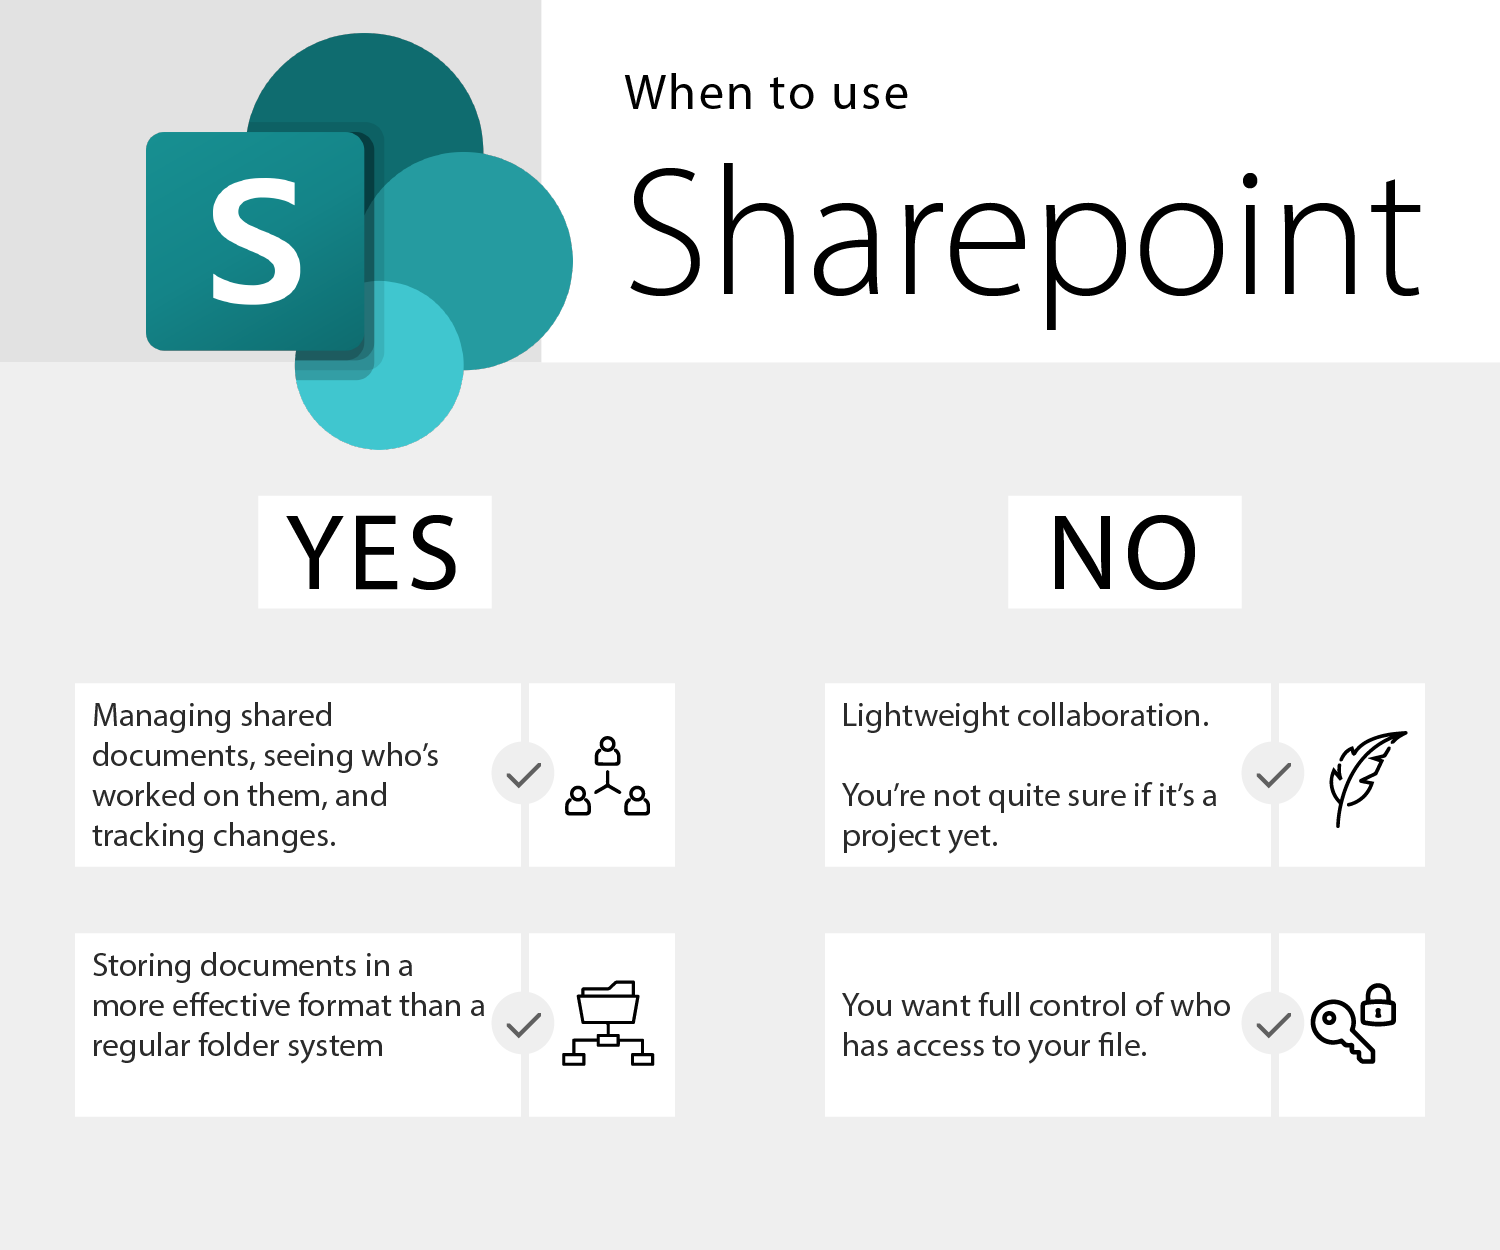 S
When to use
Sharepoint
YES
Managing shared
documents, seeing who's
worked on them, and
tracking changes.
Storing documents in a
more effective format than a
regular folder system
NO
Lightweight collaboration.
You're not quite sure if it's a
project yet.
You want full control of who
has access to your file.